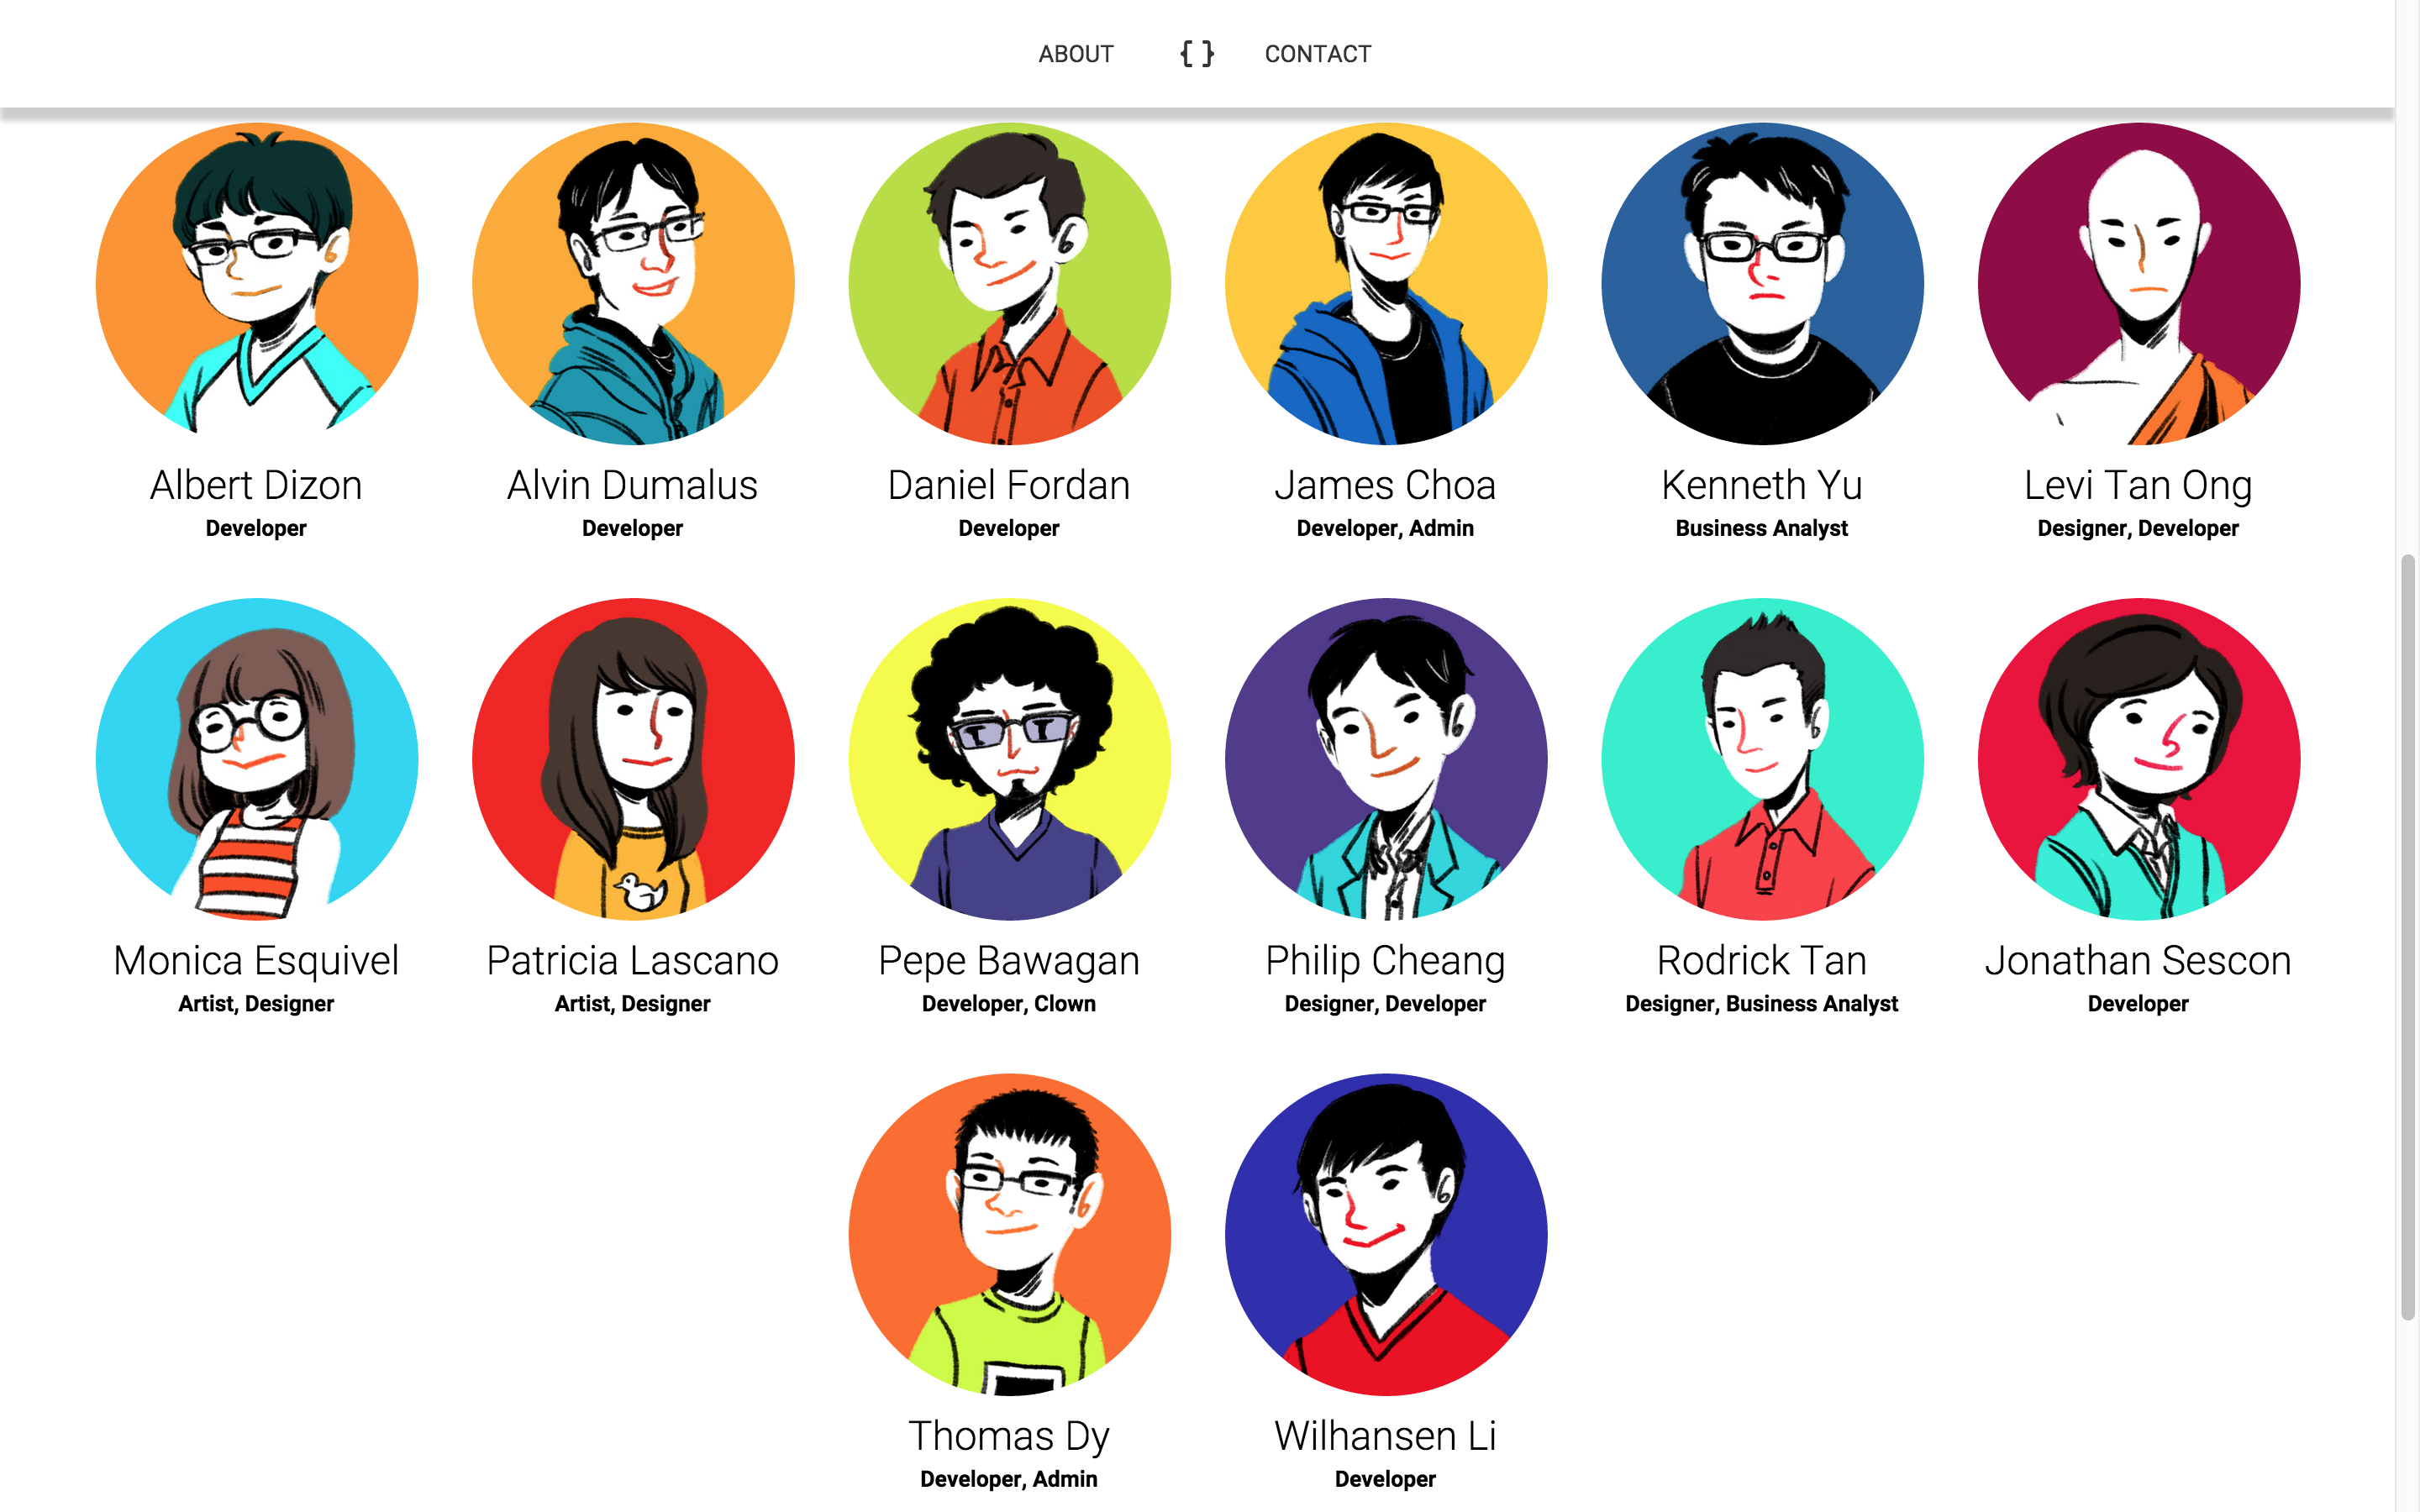 ABOUT { } CONTACT
Albert Dizon
Developer
Alvin Dumalus
Developer
Daniel Fordan
Developer
James Choa
Developer, Admin
Kenneth Yu
Business Analyst
Levi Tan Ong
Designer, Developer
Monica Esquivel
Artist, Designer
Patricia Lascano
Artist, Designer
Pepe Bawagan
Developer, Clown
Philip Cheang
Designer, Developer
Rodrick Tan
Designer, Business Analyst
Jonathan Sescon
Developer
Thomas Dy
Developer, Admin
Wilhansen Li
Developer